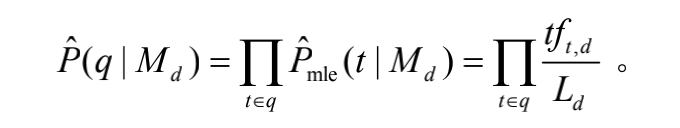 P̂(q | M_d) = ∏_{t∈q} P̂_mle(t | M_d) = ∏_{t∈q} tf_{t,d} / L_d 。